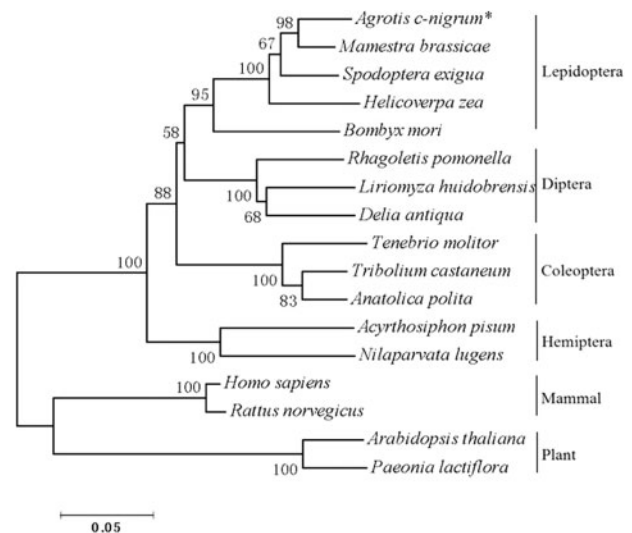 98
Agrotis c-nigrum*
67
Mamestra brassicae
100
Spodoptera exigua
Lepidoptera
95
Helicoverpa zea
58
Bombyx mori
Rhagoletis pomonella
88
100
Liriomyza huidobrensis
Diptera
68
Delia antiqua
Tenebrio molitor
100
100
Tribolium castaneum
Coleoptera
83
Anatolica polita
Acyrthosiphon pisum
Hemiptera
100
Nilaparvata lugens
100
Homo sapiens
Mammal
Rattus norvegicus
Arabidopsis thaliana
Plant
100
Paeonia lactiflora
0.05